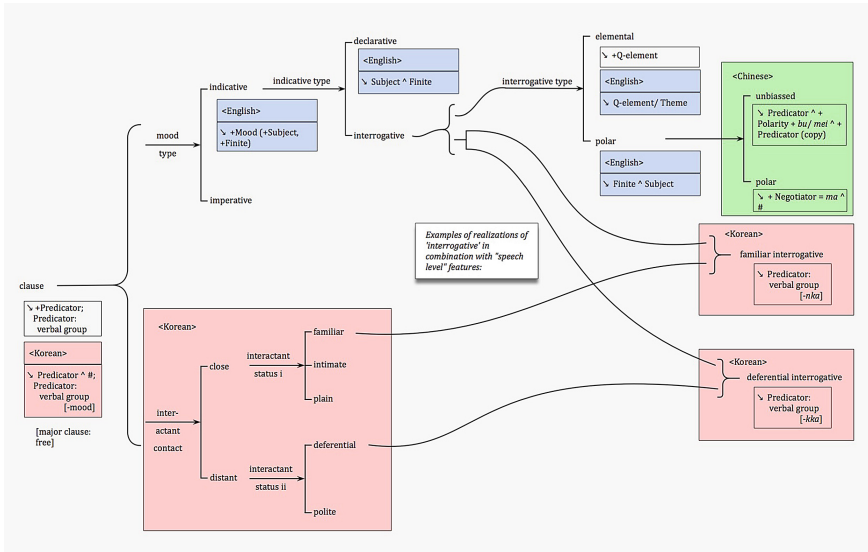 declarative
<English>
↘ Subject ^ Finite
elemental
↘ +Q-element
<English>
↘ Q-element/ Theme
indicative
indicative type
interrogative type
<English>
↘ +Mood (+Subject,
+Finite)
mood
type
interrogative
polar
<English>
↘ Finite ^ Subject
imperative
<Chinese>
unbiassed
↘ Predicator ^ +
Polarity + bu/ mei ^ +
Predicator (copy)
polar
↘ + Negotiator = ma ^
#
Examples of realizations of
'interrogative' in
combination with "speech
level" features:
<Korean>
familiar interrogative
↘ Predicator:
verbal group
[-nka]
clause
↘ +Predicator;
Predicator:
verbal group
<Korean>
↘ Predicator ^ #;
Predicator:
verbal group
[-mood]
[major clause:
free]
<Korean>
familiar
close
interactant
status i
intimate
plain
inter-
actant
contact
deferential
distant
interactant
status ii
polite
<Korean>
deferential interrogative
↘ Predicator:
verbal group
[-kka]